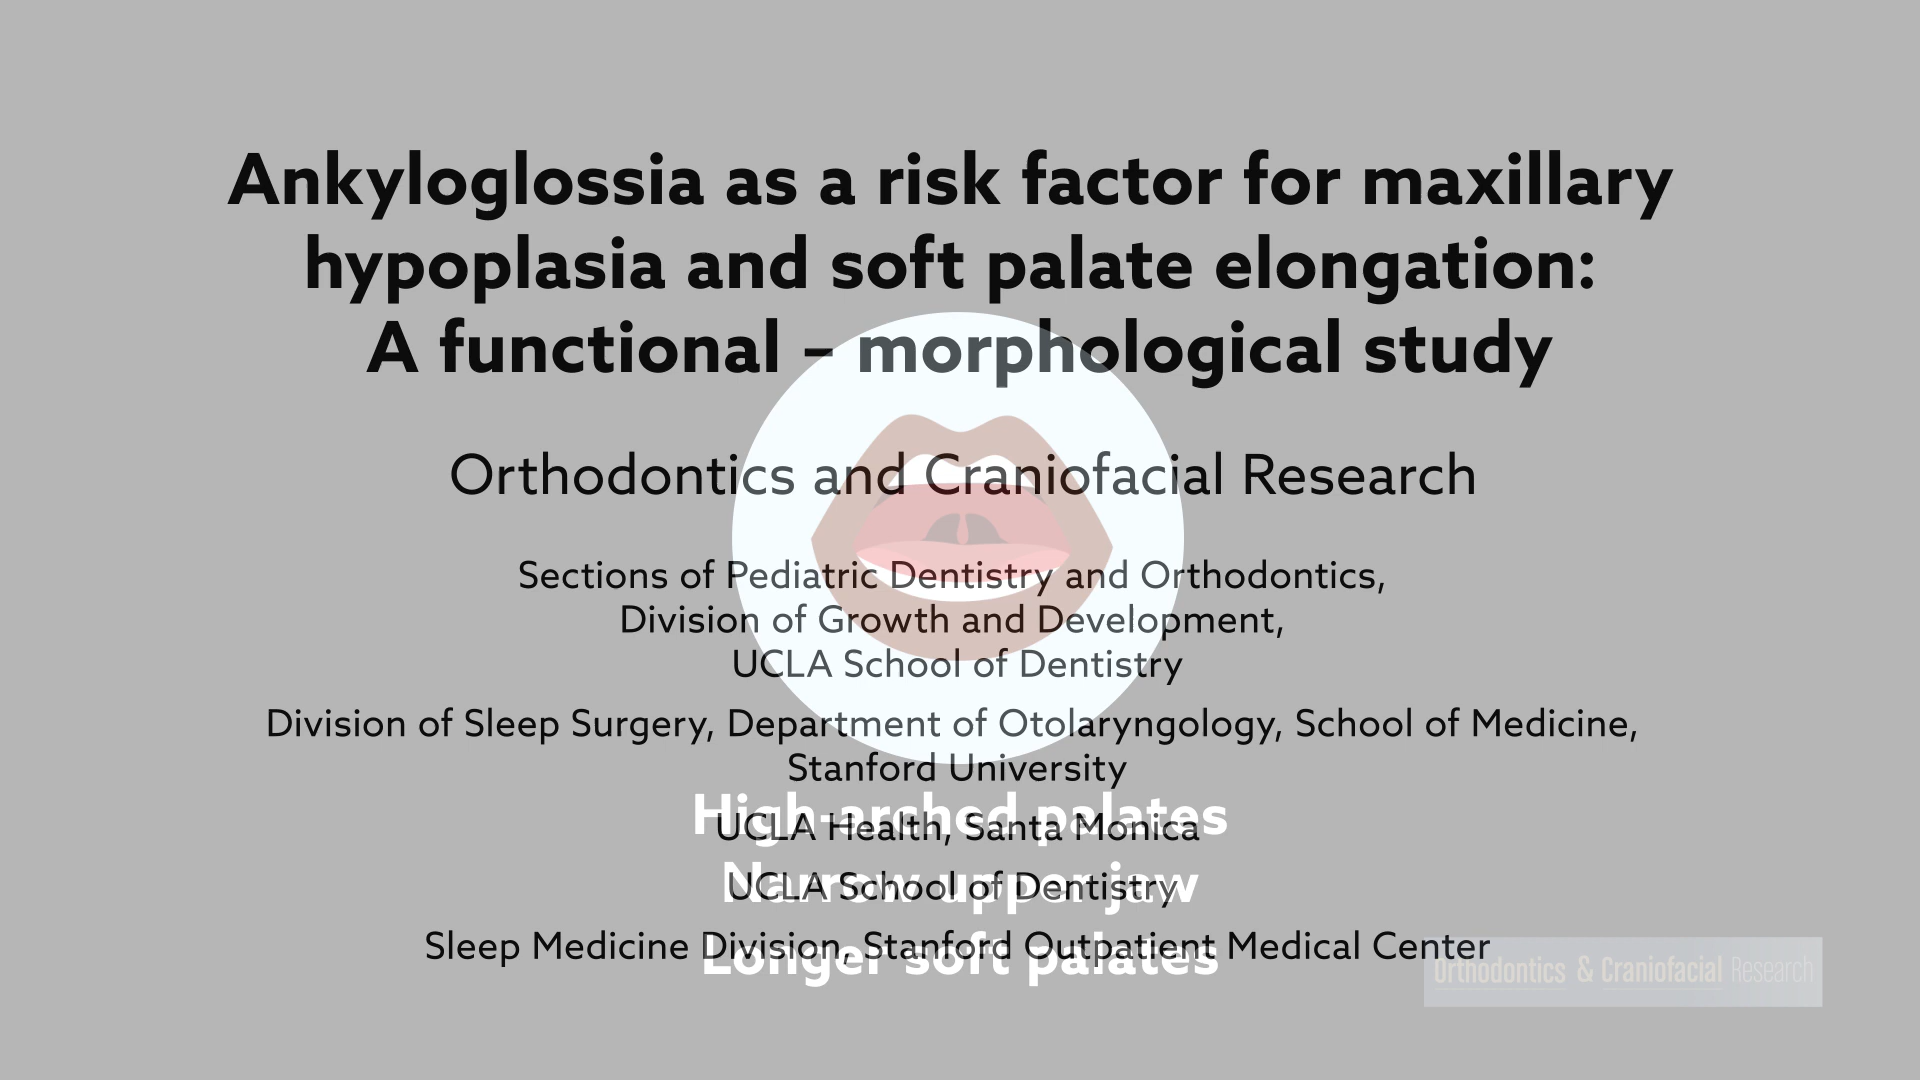 Ankyloglossia as a risk factor for maxillary
hypoplasia and soft palate elongation:
A functional – morphological study
Orthodontics and Craniofacial Research
Sections of Pediatric Dentistry and Orthodontics,
Division of Growth and Development,
UCLA School of Dentistry
Division of Sleep Surgery, Department of Otolaryngology, School of Medicine,
Stanford University
High-arched palates
UCLA Health, Santa Monica
Narrow upper jaw
UCLA School of Dentistry
Longer soft palates
Sleep Medicine Division, Stanford Outpatient Medical Center
Orthodontics & Craniofacial Research